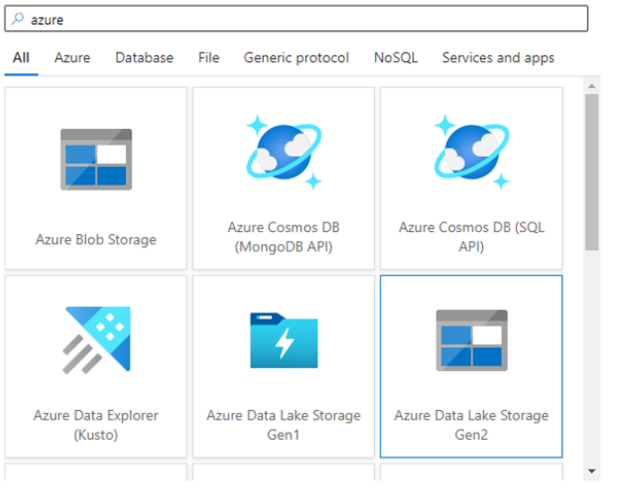 azure
All Azure Database File Generic protocol NoSQL Services and apps
Azure Blob Storage
Azure Cosmos DB
(MongoDB API)
Azure Cosmos DB (SQL
API)
Azure Data Explorer
(Kusto)
Azure Data Lake Storage
Gen1
Azure Data Lake Storage
Gen2